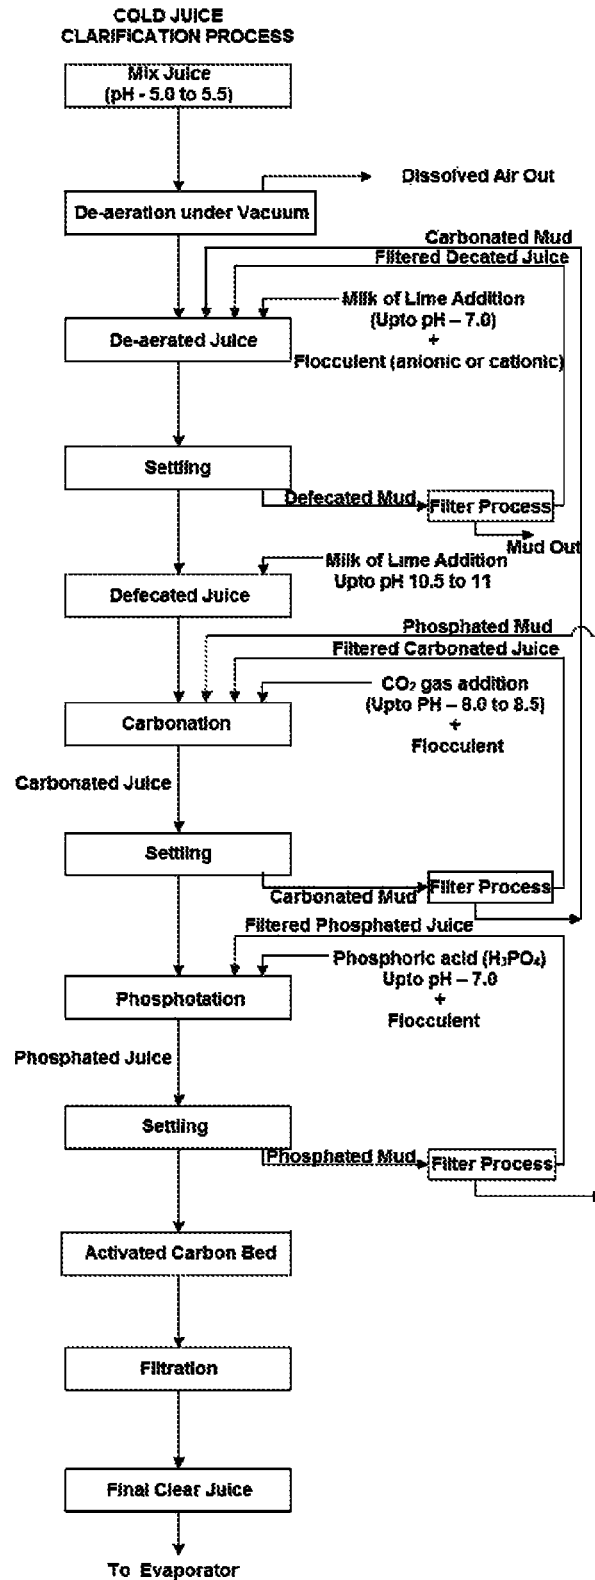 COLD JUICE
CLARIFICATION PROCESS
Mix Juice
(pH - 5.0 to 5.5)
Dissolved Air Out
De-aeration under Vacuum
Carbonated Mud
Filtered Decated Juice
Milk of Lime Addition
(Upto pH – 7.0)
+
Flocculent (anionic or cationic)
De-aerated Juice
Settling
Defecated Mud
Filter Process
Mud Out
Milk of Lime Addition
Upto pH 10.5 to 11
Defecated Juice
Phosphated Mud
Filtered Carbonated Juice
CO₂ gas addition
(Upto PH – 8.0 to 8.5)
+
Flocculent
Carbonation
Carbonated Juice
Settling
Carbonated Mud
Filter Process
Filtered Phosphated Juice
Phosphoric acid (H₃PO₄)
Upto pH – 7.0
+
Flocculent
Phosphotation
Phosphated Juice
Settling
Phosphated Mud
Filter Process
Activated Carbon Bed
Filtration
Final Clear Juice
To Evaporator